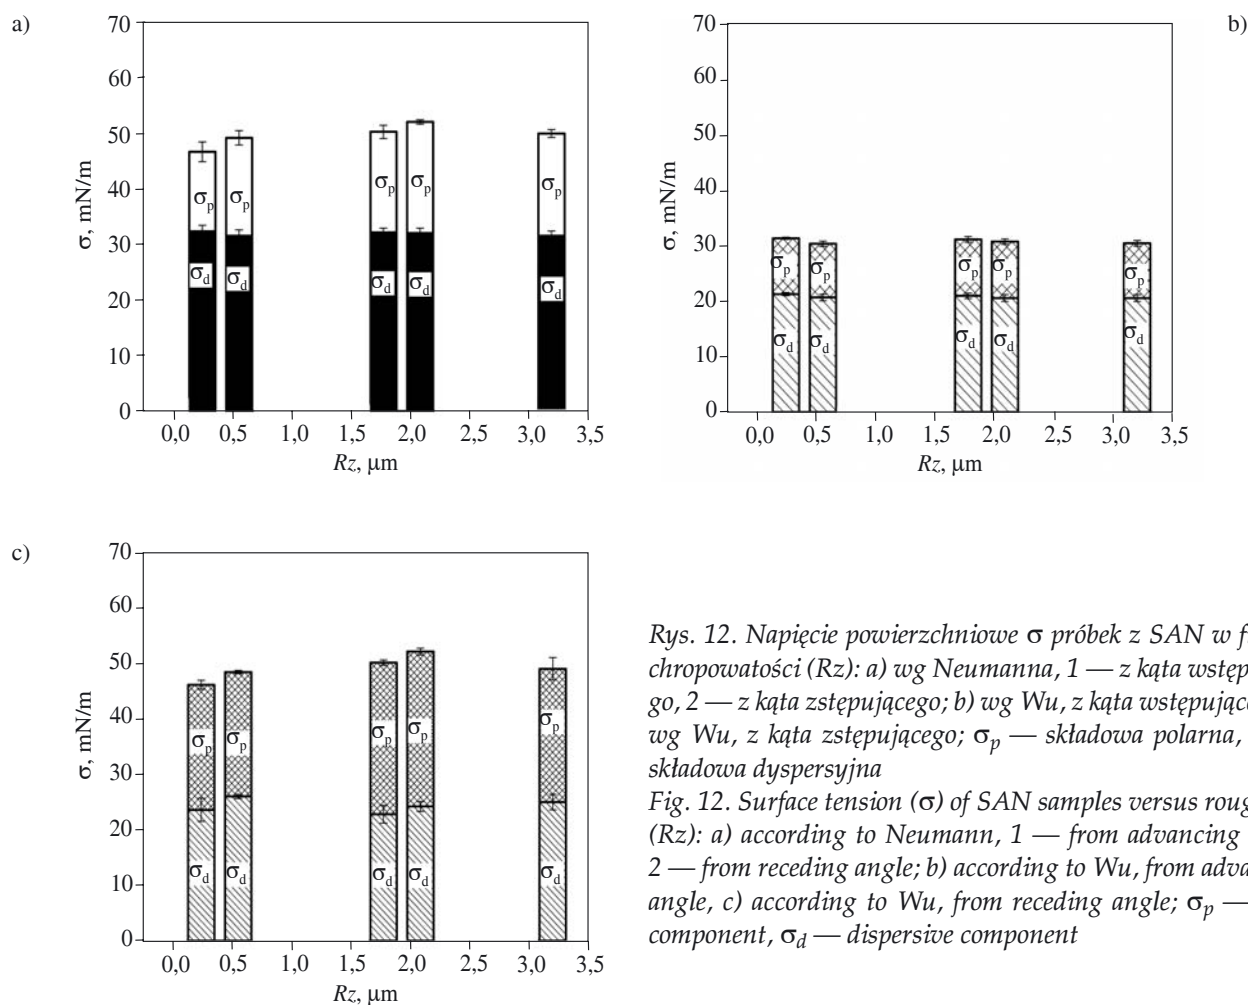 a)
70
60
50
40
30
20
10
0
σ, mN/m
σp σp σp σp σp
σd σd σd σd σd
0,0 0,5 1,0 1,5 2,0 2,5 3,0 3,5
Rz, µm
b)
70
60
50
40
30
20
10
0
σ, mN/m
σp σp σp σp σp
σd σd σd σd σd
0,0 0,5 1,0 1,5 2,0 2,5 3,0 3,5
Rz, µm
c)
70
60
50
40
30
20
10
0
σ, mN/m
σp σp σp σp σp
σd σd σd σd σd
0,0 0,5 1,0 1,5 2,0 2,5 3,0 3,5
Rz, µm
Rys. 12. Napięcie powierzchniowe σ próbek z SAN w
chropowatości (Rz): a) wg Neumanna, 1 — z kąta
go, 2 — z kąta zstępującego; b) wg Wu, z kąta
wg Wu, z kąta zstępującego; σp — składowa polarna,
składowa dyspersyjna
Fig. 12. Surface tension (σ) of SAN samples versus
(Rz): a) according to Neumann, 1 — from advancing
2 — from receding angle; b) according to Wu, from
angle, c) according to Wu, from receding angle; σp —
component, σd — dispersive component